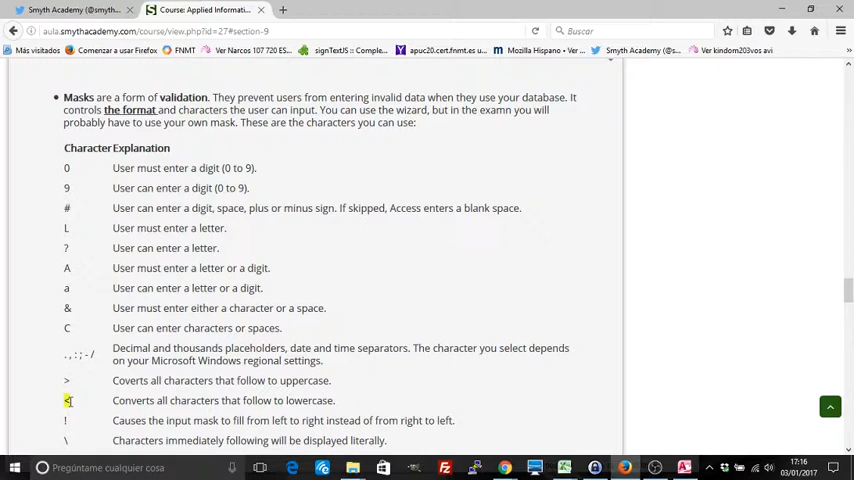 Smyth Academy (@smythac...
Course: Applied Informati...
aula.smythacademy.com/course/view.php?id=27#section-9
Buscar
Más visitados
Comenzar a usar Firefox
FNMT
Ver Narcos 107 720 ES...
signTextJS :: Comple...
apuc20.cert.fnmt.es u...
Mozilla Hispano • Ver...
Smyth Academy (@s...
Ver kindom203vos avi
• Masks are a form of validation. They prevent users from entering invalid data when they use your database. It
controls the format and characters the user can input. You can use the wizard, but in the examn you will
probably have to use your own mask. These are the characters you can use:
Character Explanation
0 User must enter a digit (0 to 9).
9 User can enter a digit (0 to 9).
# User can enter a digit, space, plus or minus sign. If skipped, Access enters a blank space.
L User must enter a letter.
? User can enter a letter.
A User must enter a letter or a digit.
a User can enter a letter or a digit.
& User must enter either a character or a space.
C User can enter characters or spaces.
. , : ; - / Decimal and thousands placeholders, date and time separators. The character you select depends
on your Microsoft Windows regional settings.
> Coverts all characters that follow to uppercase.
< Converts all characters that follow to lowercase.
! Causes the input mask to fill from left to right instead of from right to left.
\ Characters immediately following will be displayed literally.
Pregúntame cualquier cosa
17:16
03/01/2017